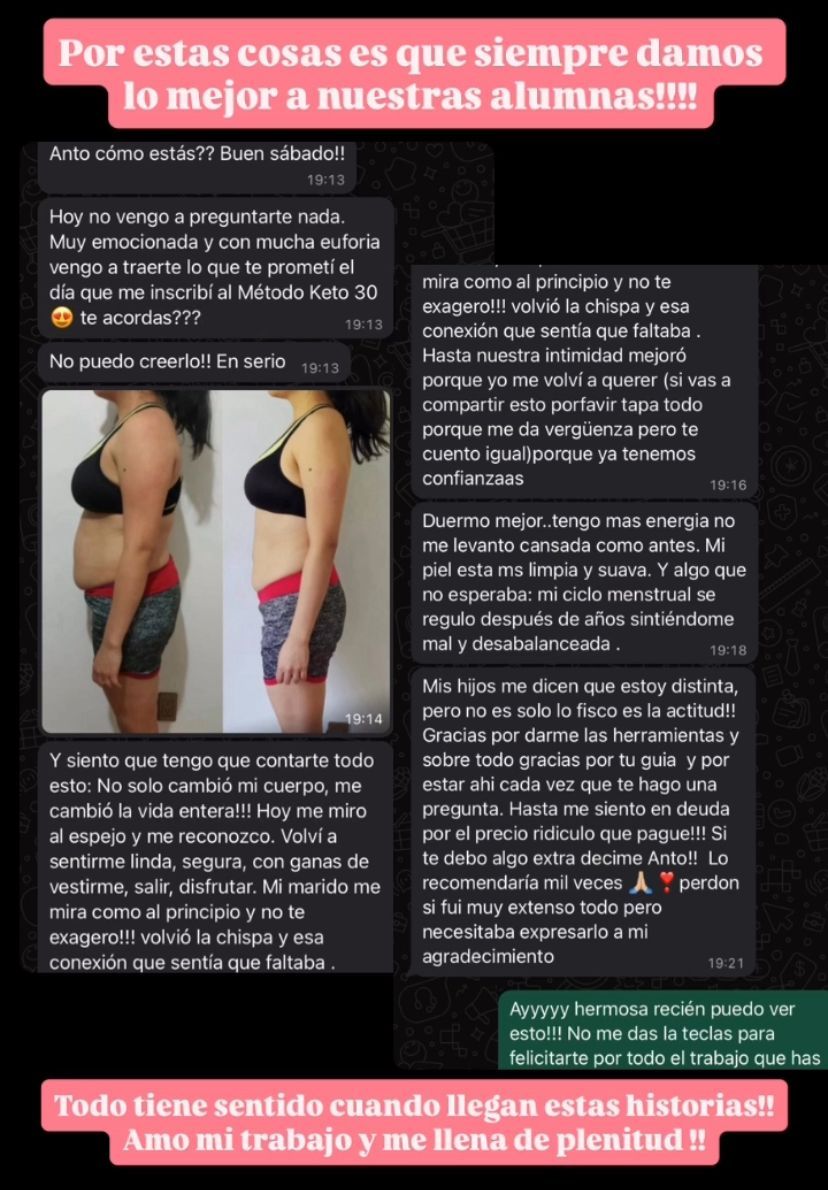 Por estas cosas es que siempre damos
lo mejor a nuestras alumnas!!!!
Anto cómo estás?? Buen sábado!!
19:13
Hoy no vengo a preguntarte nada.
Muy emocionada y con mucha euforia
vengo a traerte lo que te prometí el
día que me inscribí al Método Keto 30
😍 te acordas???
19:13
No puedo creerlo!! En serio
19:13
19:14
Y siento que tengo que contarte todo
esto: No solo cambió mi cuerpo, me
cambió la vida entera!!! Hoy me miro
al espejo y me reconozco. Volví a
sentirme linda, segura, con ganas de
vestirme, salir, disfrutar. Mi marido me
mira como al principio y no te
exagero!!! volvió la chispa y esa
conexión que sentía que faltaba .
mira como al principio y no te
exagero!!! volvió la chispa y esa
conexión que sentía que faltaba .
Hasta nuestra intimidad mejoró
porque yo me volví a querer (si vas a
compartir esto porfavir tapa todo
porque me da vergüenza pero te
cuento igual)porque ya tenemos
confianzaas
19:16
Duermo mejor..tengo mas energia no
me levanto cansada como antes. Mi
piel esta ms limpia y suava. Y algo que
no esperaba: mi ciclo menstrual se
regulo después de años sintiéndome
mal y desabalanceada .
19:18
Mis hijos me dicen que estoy distinta,
pero no es solo lo fisco es la actitud!!
Gracias por darme las herramientas y
sobre todo gracias por tu guia y por
estar ahi cada vez que te hago una
pregunta. Hasta me siento en deuda
por el precio ridiculo que pague!!! Si
te debo algo extra decime Anto!! Lo
recomendaría mil veces 🙏🏼❣️ perdon
si fui muy extenso todo pero
necesitaba expresarlo a mi
agradecimiento
19:21
Ayyyyy hermosa recién puedo ver
esto!!! No me das la teclas para
felicitarte por todo el trabajo que has
Todo tiene sentido cuando llegan estas historias!!
Amo mi trabajo y me llena de plenitud !!